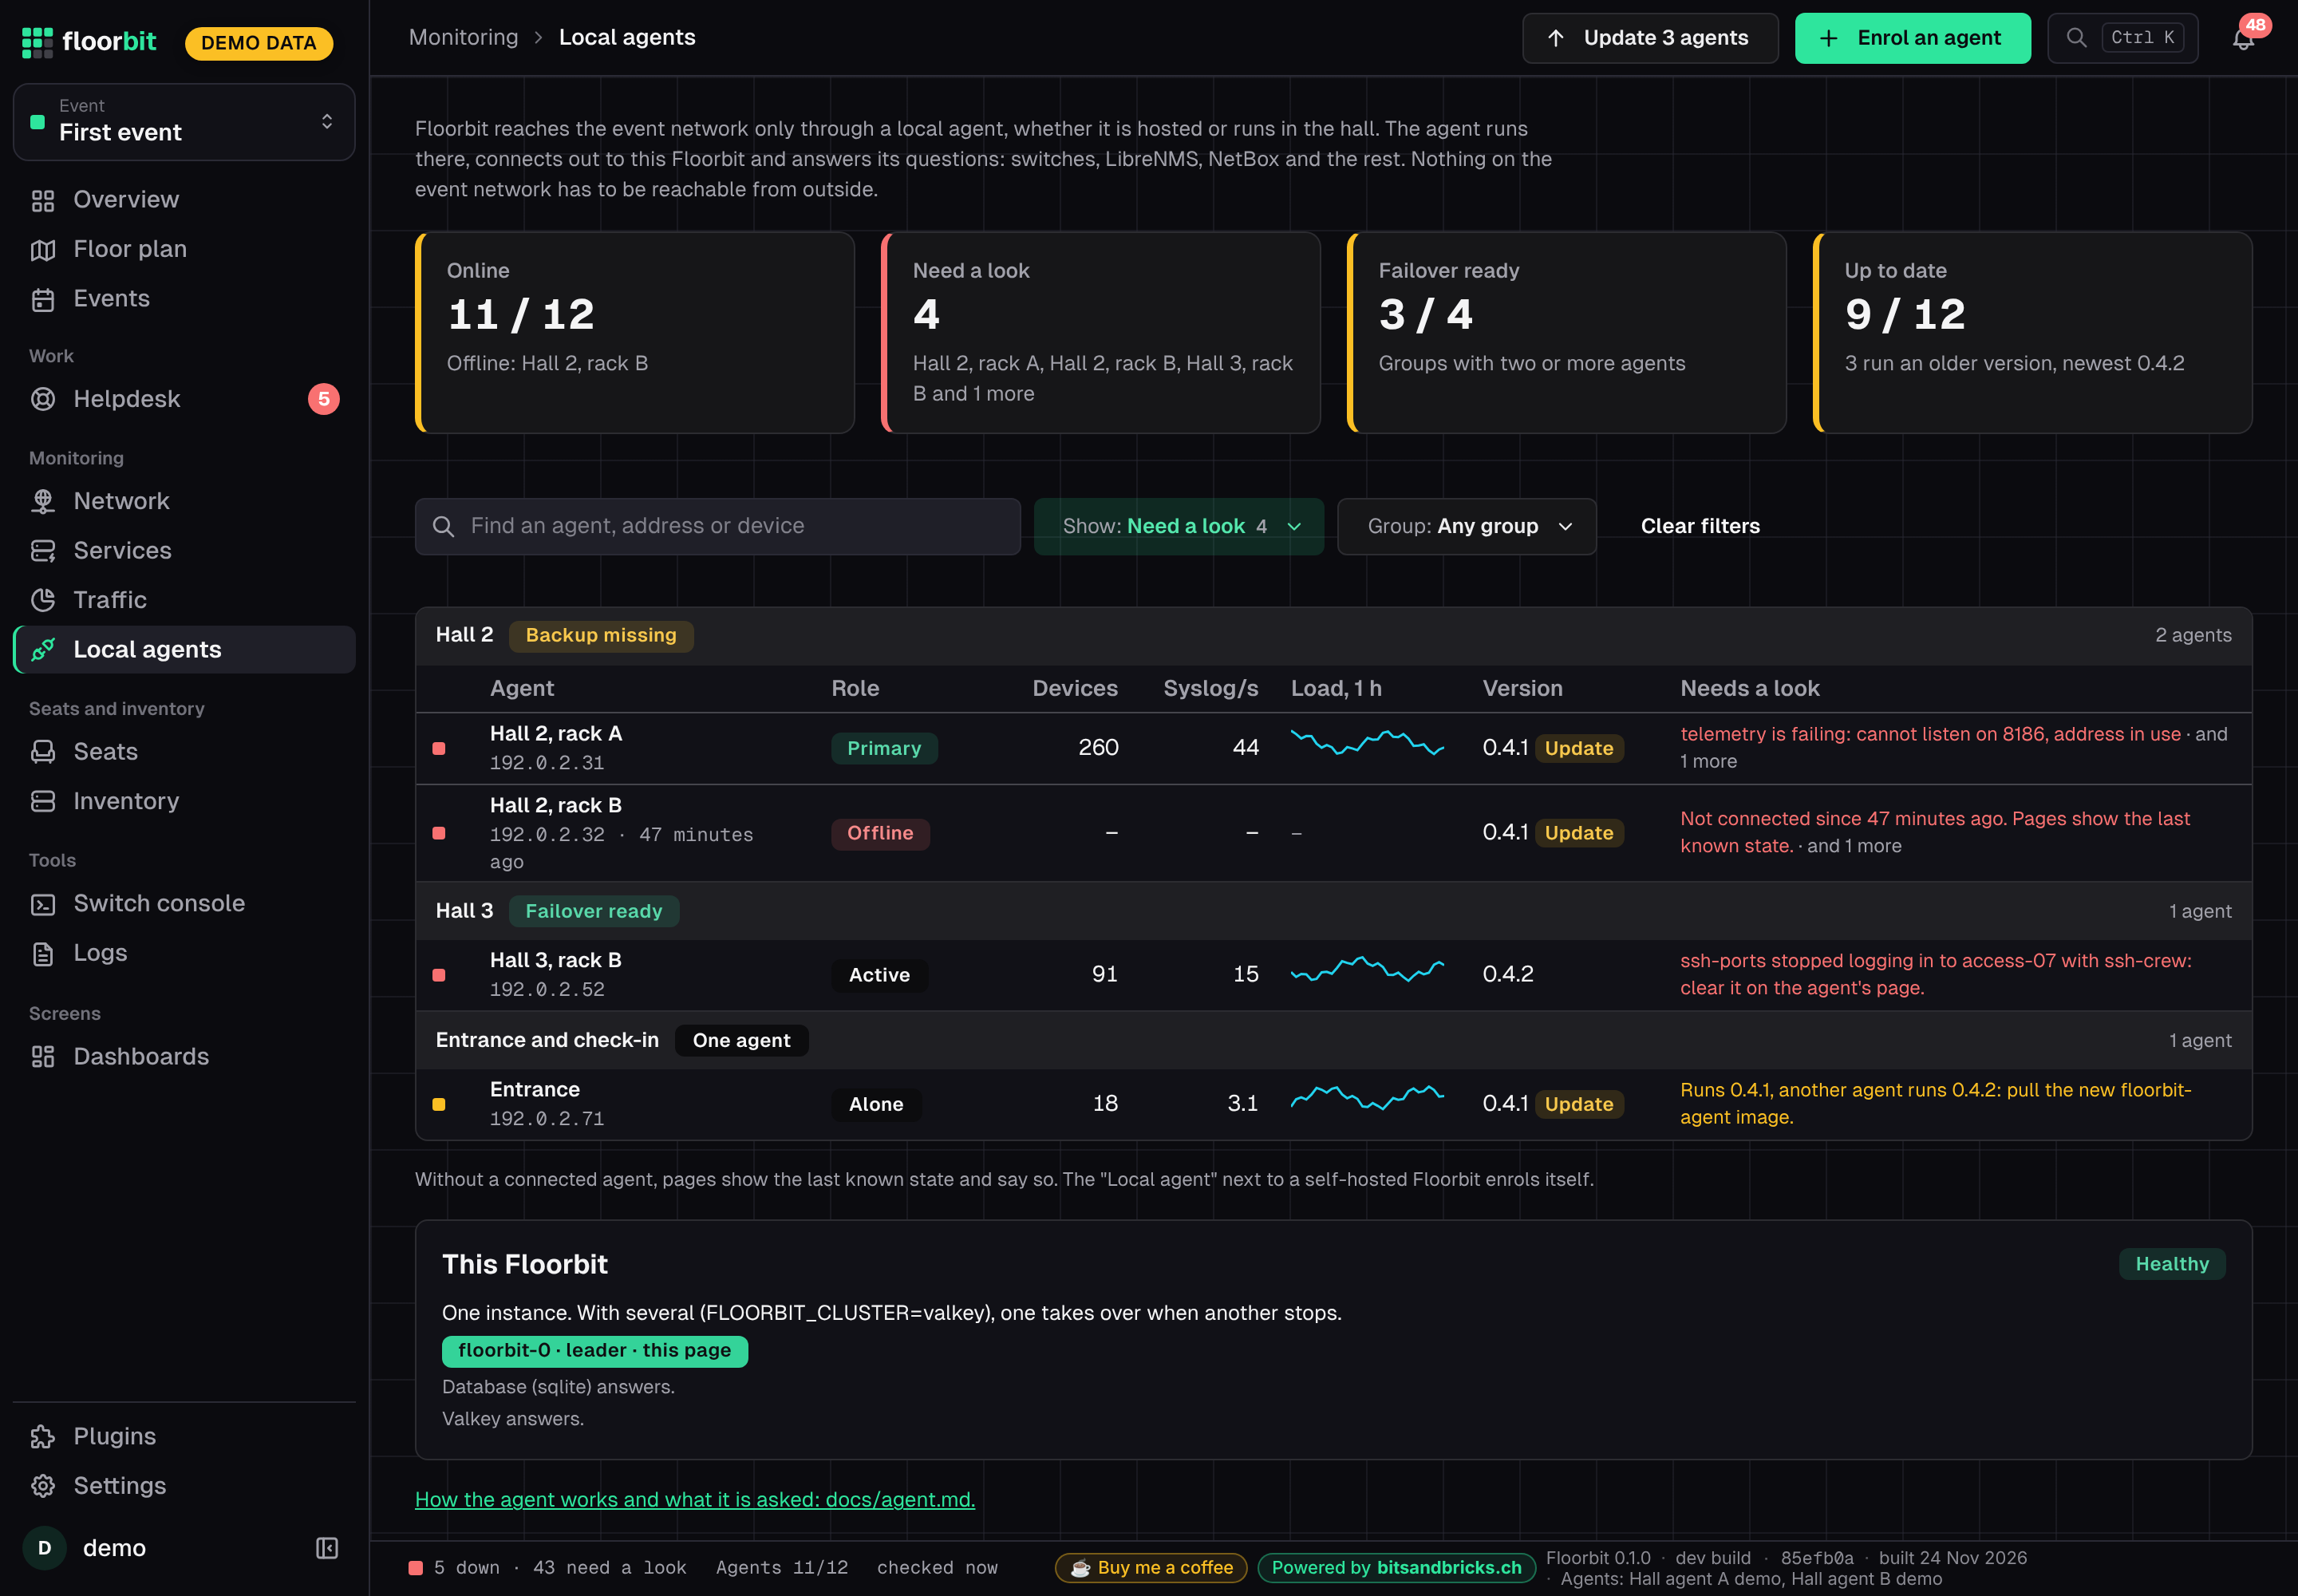 floorbit
DEMO DATA
Event
First event
Overview
Floor plan
Events
Work
Helpdesk 5
Monitoring
Network
Services
Traffic
Local agents
Seats and inventory
Seats
Inventory
Tools
Switch console
Logs
Screens
Dashboards
Plugins
Settings
D demo
Monitoring > Local agents
Update 3 agents
Enrol an agent
Ctrl K
48
Floorbit reaches the event network only through a local agent, whether it is hosted or runs in the hall. The agent runs
there, connects out to this Floorbit and answers its questions: switches, LibreNMS, NetBox and the rest. Nothing on the
event network has to be reachable from outside.
Online
11 / 12
Offline: Hall 2, rack B
Need a look
4
Hall 2, rack A, Hall 2, rack B, Hall 3, rack
B and 1 more
Failover ready
3 / 4
Groups with two or more agents
Up to date
9 / 12
3 run an older version, newest 0.4.2
Find an agent, address or device
Show: Need a look 4
Group: Any group
Clear filters
Hall 2 Backup missing 2 agents
Agent Role Devices Syslog/s Load, 1 h Version Needs a look
Hall 2, rack A
192.0.2.31
Primary 260 44 0.4.1 Update
telemetry is failing: cannot listen on 8186, address in use · and
1 more
Hall 2, rack B
192.0.2.32 · 47 minutes
ago
Offline – – – 0.4.1 Update
Not connected since 47 minutes ago. Pages show the last
known state. · and 1 more
Hall 3 Failover ready 1 agent
Hall 3, rack B
192.0.2.52
Active 91 15 0.4.2
ssh-ports stopped logging in to access-07 with ssh-crew:
clear it on the agent's page.
Entrance and check-in One agent 1 agent
Entrance
192.0.2.71
Alone 18 3.1 0.4.1 Update
Runs 0.4.1, another agent runs 0.4.2: pull the new floorbit-
agent image.
Without a connected agent, pages show the last known state and say so. The "Local agent" next to a self-hosted Floorbit enrols itself.
This Floorbit Healthy
One instance. With several (FLOORBIT_CLUSTER=valkey), one takes over when another stops.
floorbit-0 · leader · this page
Database (sqlite) answers.
Valkey answers.
How the agent works and what it is asked: docs/agent.md.
5 down · 43 need a look Agents 11/12 checked now
Buy me a coffee
Powered by bitsandbricks.ch
Floorbit 0.1.0 · dev build · 85efb0a · built 24 Nov 2026
· Agents: Hall agent A demo, Hall agent B demo